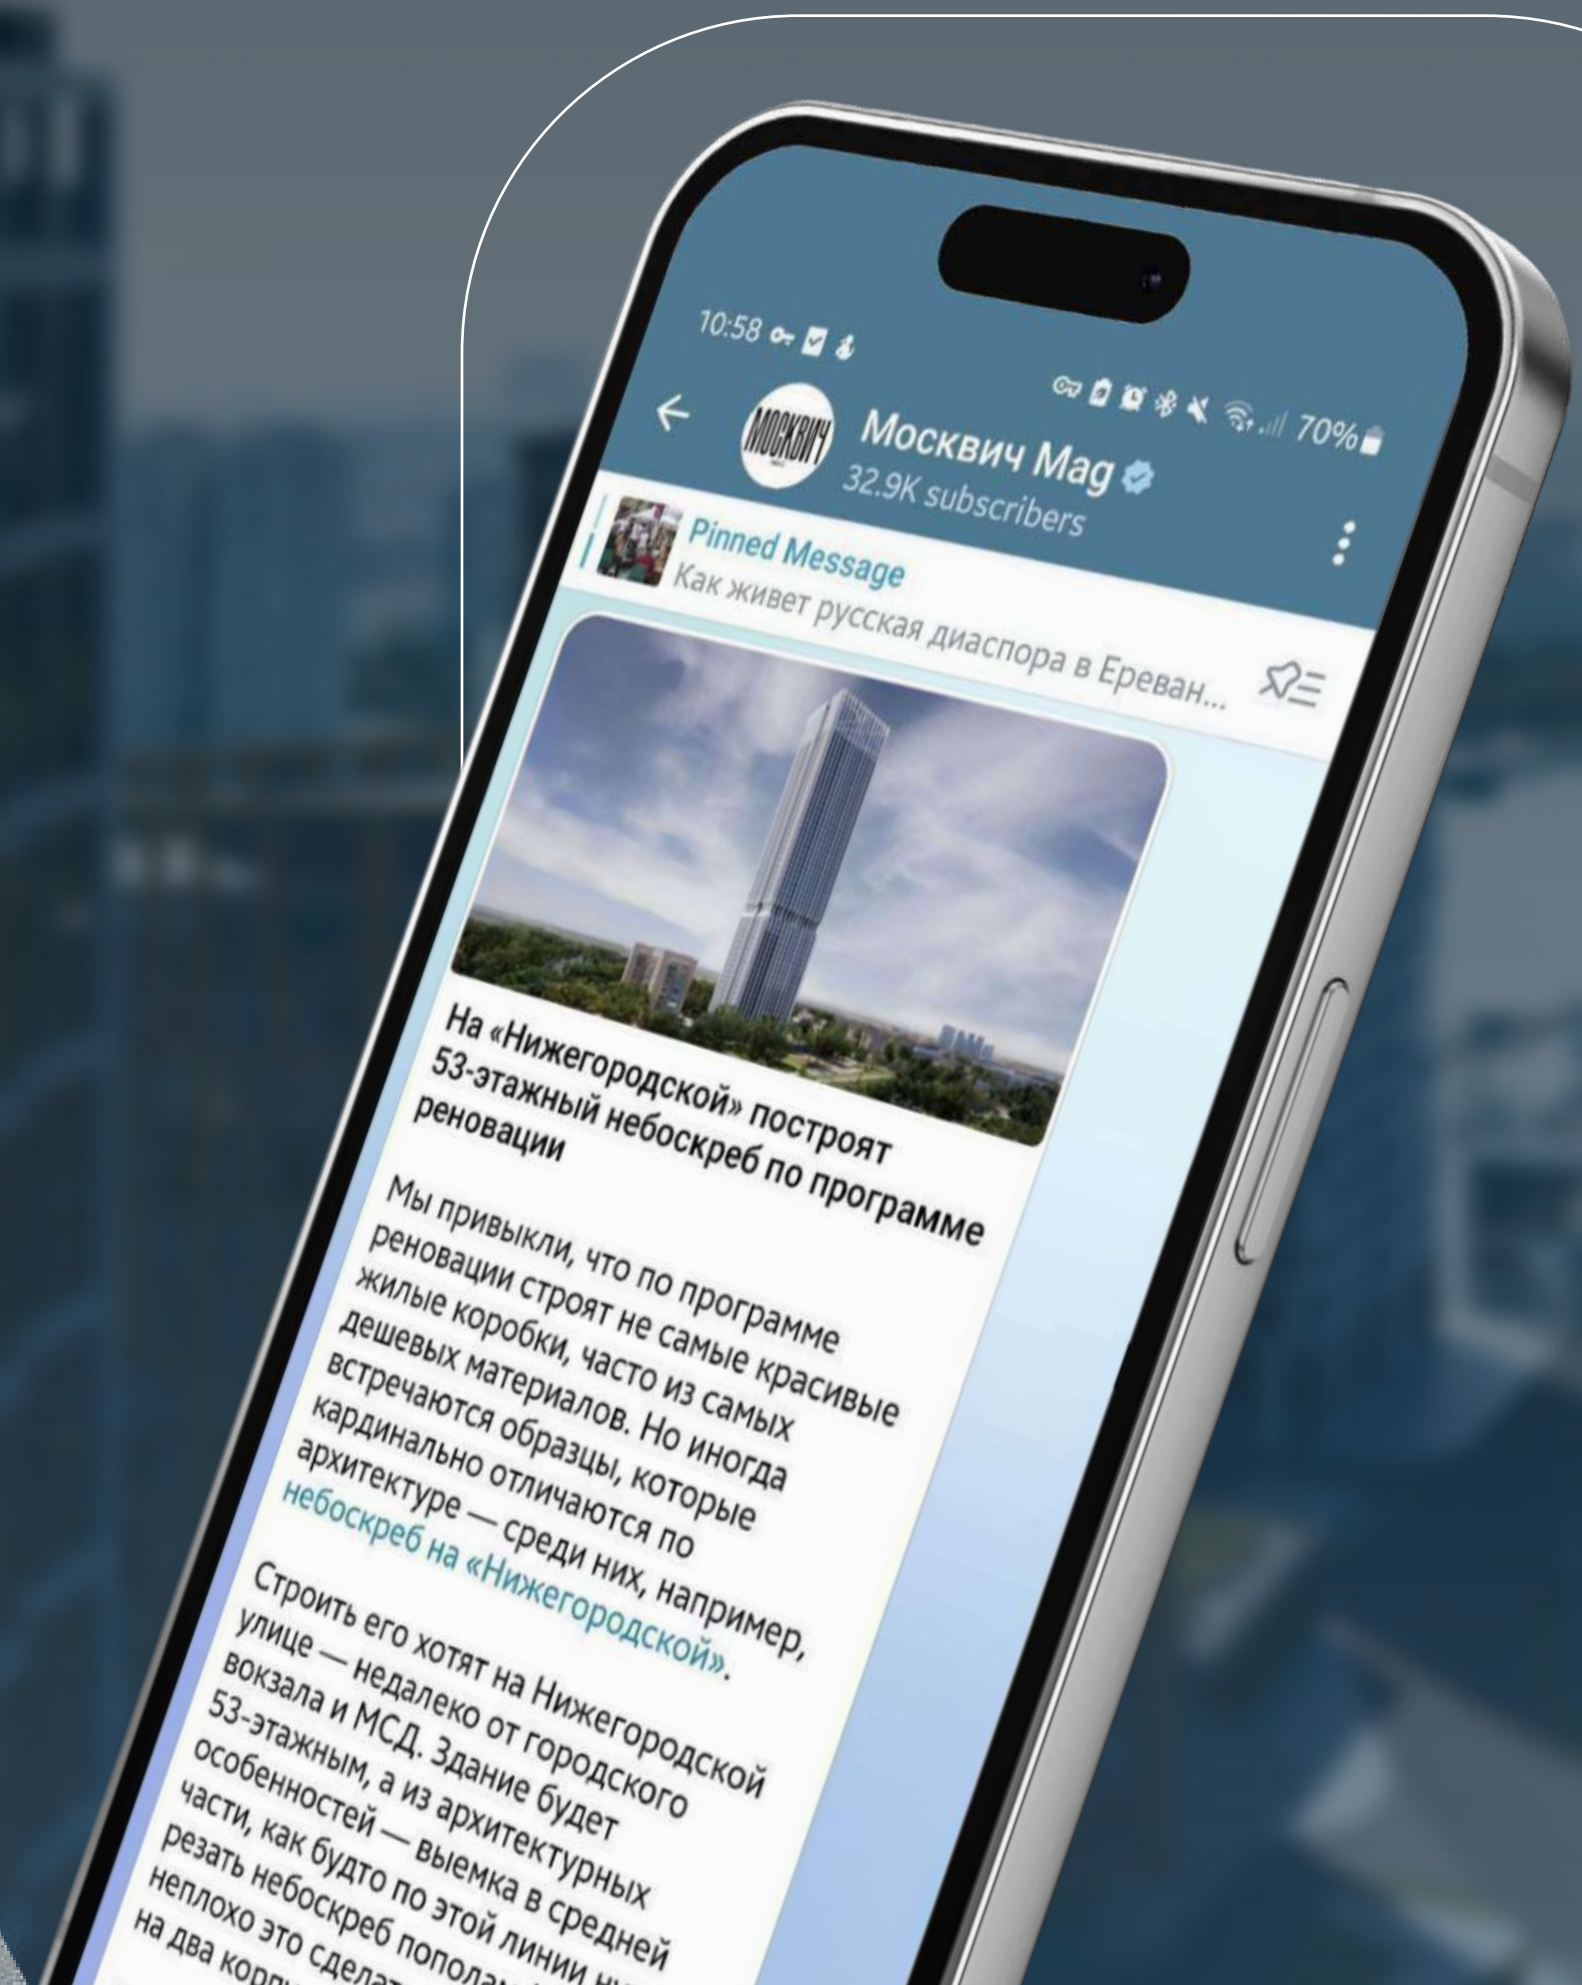 10:58
70%
МОСКВИЧ
Москвич Mag
32.9K subscribers
Pinned Message
Как живет русская диаспора в Ереван...
На «Нижегородской» построят
53-этажный небоскреб по программе
реновации
Мы привыкли, что по программе
реновации строят не самые красивые
жилые коробки, часто из самых
дешевых материалов. Но иногда
встречаются образцы, которые
кардинально отличаются по
архитектуре — среди них, например,
небоскреб на «Нижегородской».
Строить его хотят на Нижегородской
улице — недалеко от городского
вокзала и МСД. Здание будет
53-этажным, а из архитектурных
особенностей — выемка в средней
части, как будто по этой линии
резать небоскреб пополам
неплохо это
на два